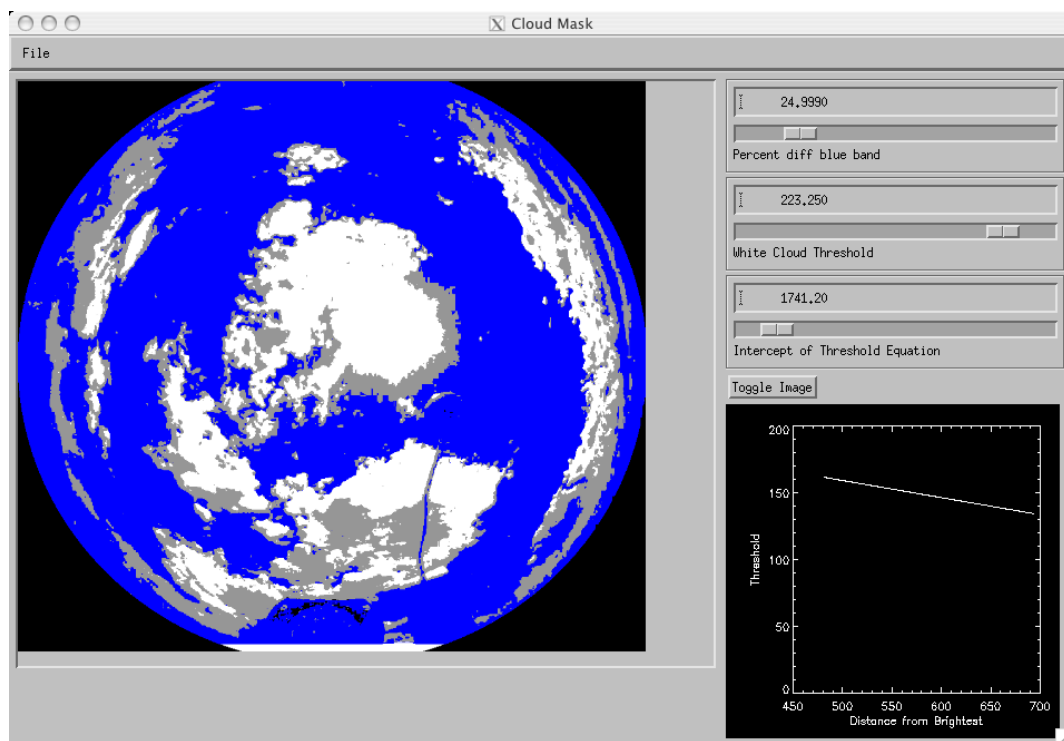 Cloud Mask
File
24.9990
Percent diff blue band
223.250
White Cloud Threshold
1741.20
Intercept of Threshold Equation
Toggle Image
200
150
100
50
0
Threshold
450 500 550 600 650 700
Distance from Brightest